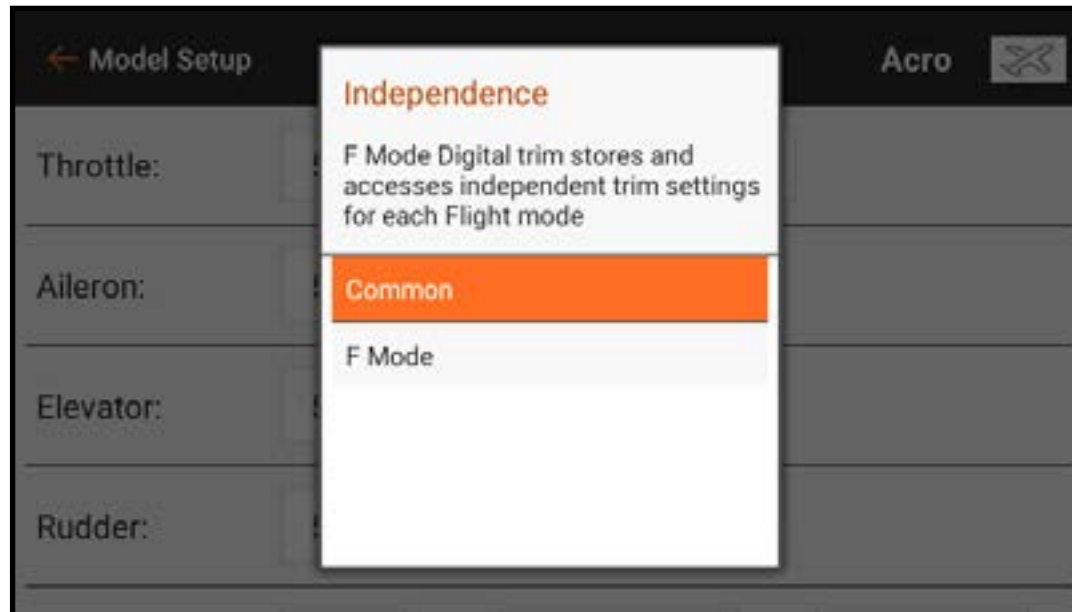 ← Model Setup
Acro
Independence
F Mode Digital trim stores and
accesses independent trim settings
for each Flight mode
Throttle:
Aileron:
Elevator:
Rudder:
Common
F Mode